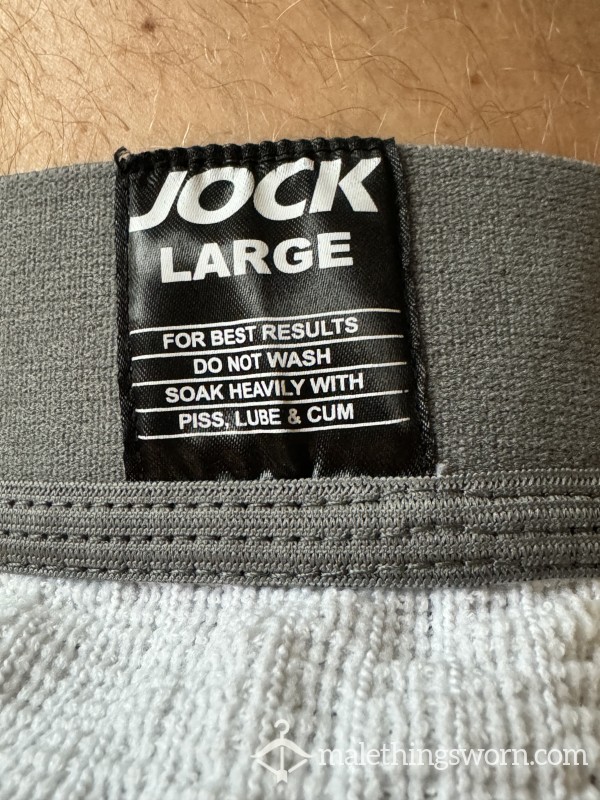 JOCK
LARGE
FOR BEST RESULTS
DO NOT WASH
SOAK HEAVILY WITH
PISS, LUBE & CUM
malethingsworn.com